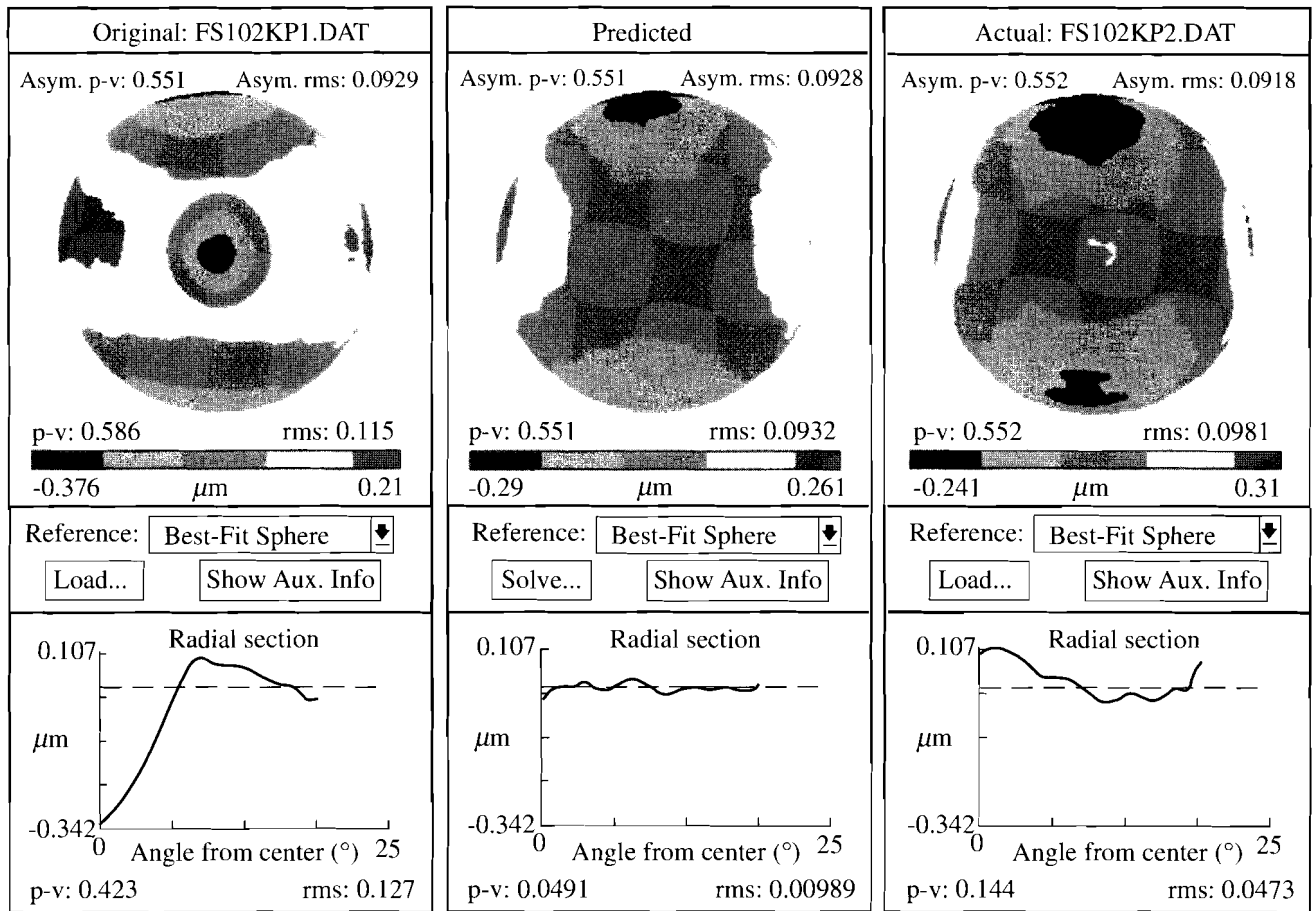 Original: FS102KP1.DAT
Asym. p-v: 0.551 Asym. rms: 0.0929
p-v: 0.586 rms: 0.115
-0.376 μm 0.21
Reference: Best-Fit Sphere
Load... Show Aux. Info
Radial section
0.107
μm
-0.342
0 Angle from center (°) 25
p-v: 0.423 rms: 0.127
Predicted
Asym. p-v: 0.551 Asym. rms: 0.0928
p-v: 0.551 rms: 0.0932
-0.29 μm 0.261
Reference: Best-Fit Sphere
Solve... Show Aux. Info
Radial section
0.107
μm
-0.342
0 Angle from center (°) 25
p-v: 0.0491 rms: 0.00989
Actual: FS102KP2.DAT
Asym. p-v: 0.552 Asym. rms: 0.0918
p-v: 0.552 rms: 0.0981
-0.241 μm 0.31
Reference: Best-Fit Sphere
Load... Show Aux. Info
Radial section
0.107
μm
-0.342
0 Angle from center (°) 25
p-v: 0.144 rms: 0.0473